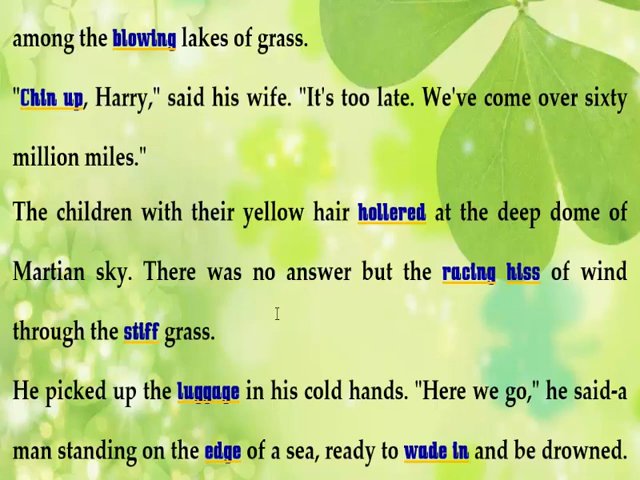 among the blowing lakes of grass.
"Chin up, Harry," said his wife. "It's too late. We've come over sixty
million miles."
The children with their yellow hair hollered at the deep dome of
Martian sky. There was no answer but the racing hiss of wind
through the stiff grass.
He picked up the luggage in his cold hands. "Here we go," he said-a
man standing on the edge of a sea, ready to wade in and be drowned.